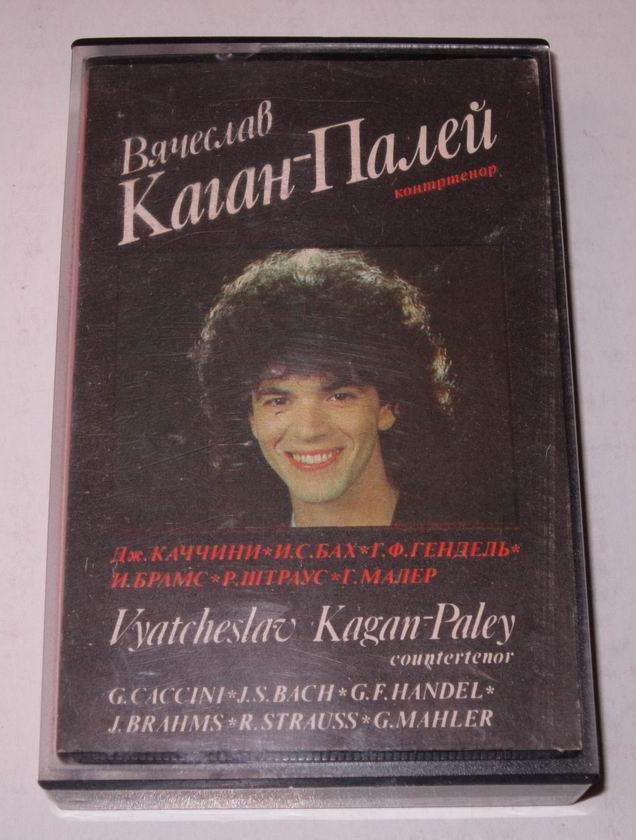 Вячеслав
Каган-Палей
контртенор
Дж. КАЧЧИНИ*И.С.БАХ*Г.Ф.ГЕНДЕЛЬ*
И.БРАМС*Р.ШТРАУС*Г.МАЛЕР
Vyatcheslav Kagan-Paley
countertenor
G.CACCINI*J.S.BACH*G.F.HANDEL*
J.BRAHMS*R.STRAUSS*G.MAHLER